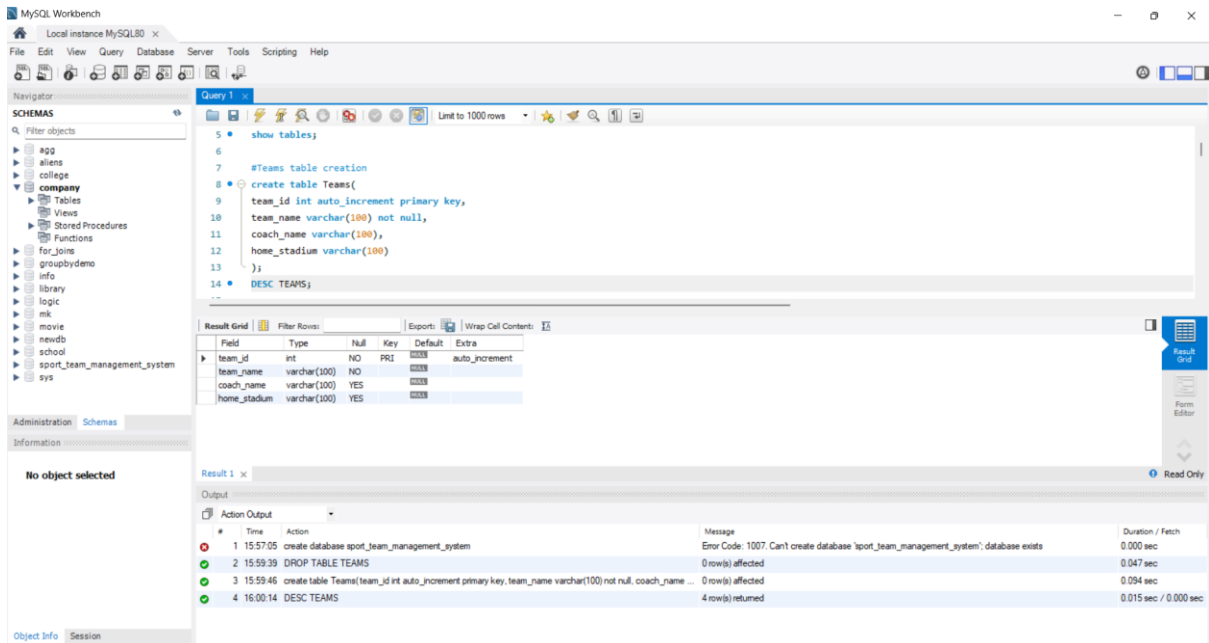 MySQL Workbench
Local instance MySQL80
File Edit View Query Database Server Tools Scripting Help
Navigator
SCHEMAS
Filter objects
agg
aliens
college
company
Tables
Views
Stored Procedures
Functions
for_joins
groupbydemo
info
library
logic
mk
movie
newdb
school
sport_team_management_system
sys
Administration Schemas
Information
No object selected
Object Info Session
Query 1
Limit to 1000 rows
5 show tables;
6
7 #Teams table creation
8 create table Teams(
9 team_id int auto_increment primary key,
10 team_name varchar(100) not null,
11 coach_name varchar(100),
12 home_stadium varchar(100)
13 );
14 DESC TEAMS;
Result Grid Filter Rows: Export: Wrap Cell Content:
Field Type Null Key Default Extra
team_id int NO PRI NULL auto_increment
team_name varchar(100) NO NULL
coach_name varchar(100) YES NULL
home_stadium varchar(100) YES NULL
Result Grid
Form Editor
Result 1 Read Only
Output
Action Output
# Time Action Message Duration / Fetch
1 15:57:05 create database sport_team_management_system Error Code: 1007. Can't create database 'sport_team_management_system'; database exists 0.000 sec
2 15:59:39 DROP TABLE TEAMS 0 row(s) affected 0.047 sec
3 15:59:46 create table Teams( team_id int auto_increment primary key, team_name varchar(100) not null, coach_name ... 0 row(s) affected 0.094 sec
4 16:00:14 DESC TEAMS 4 row(s) returned 0.015 sec / 0.000 sec